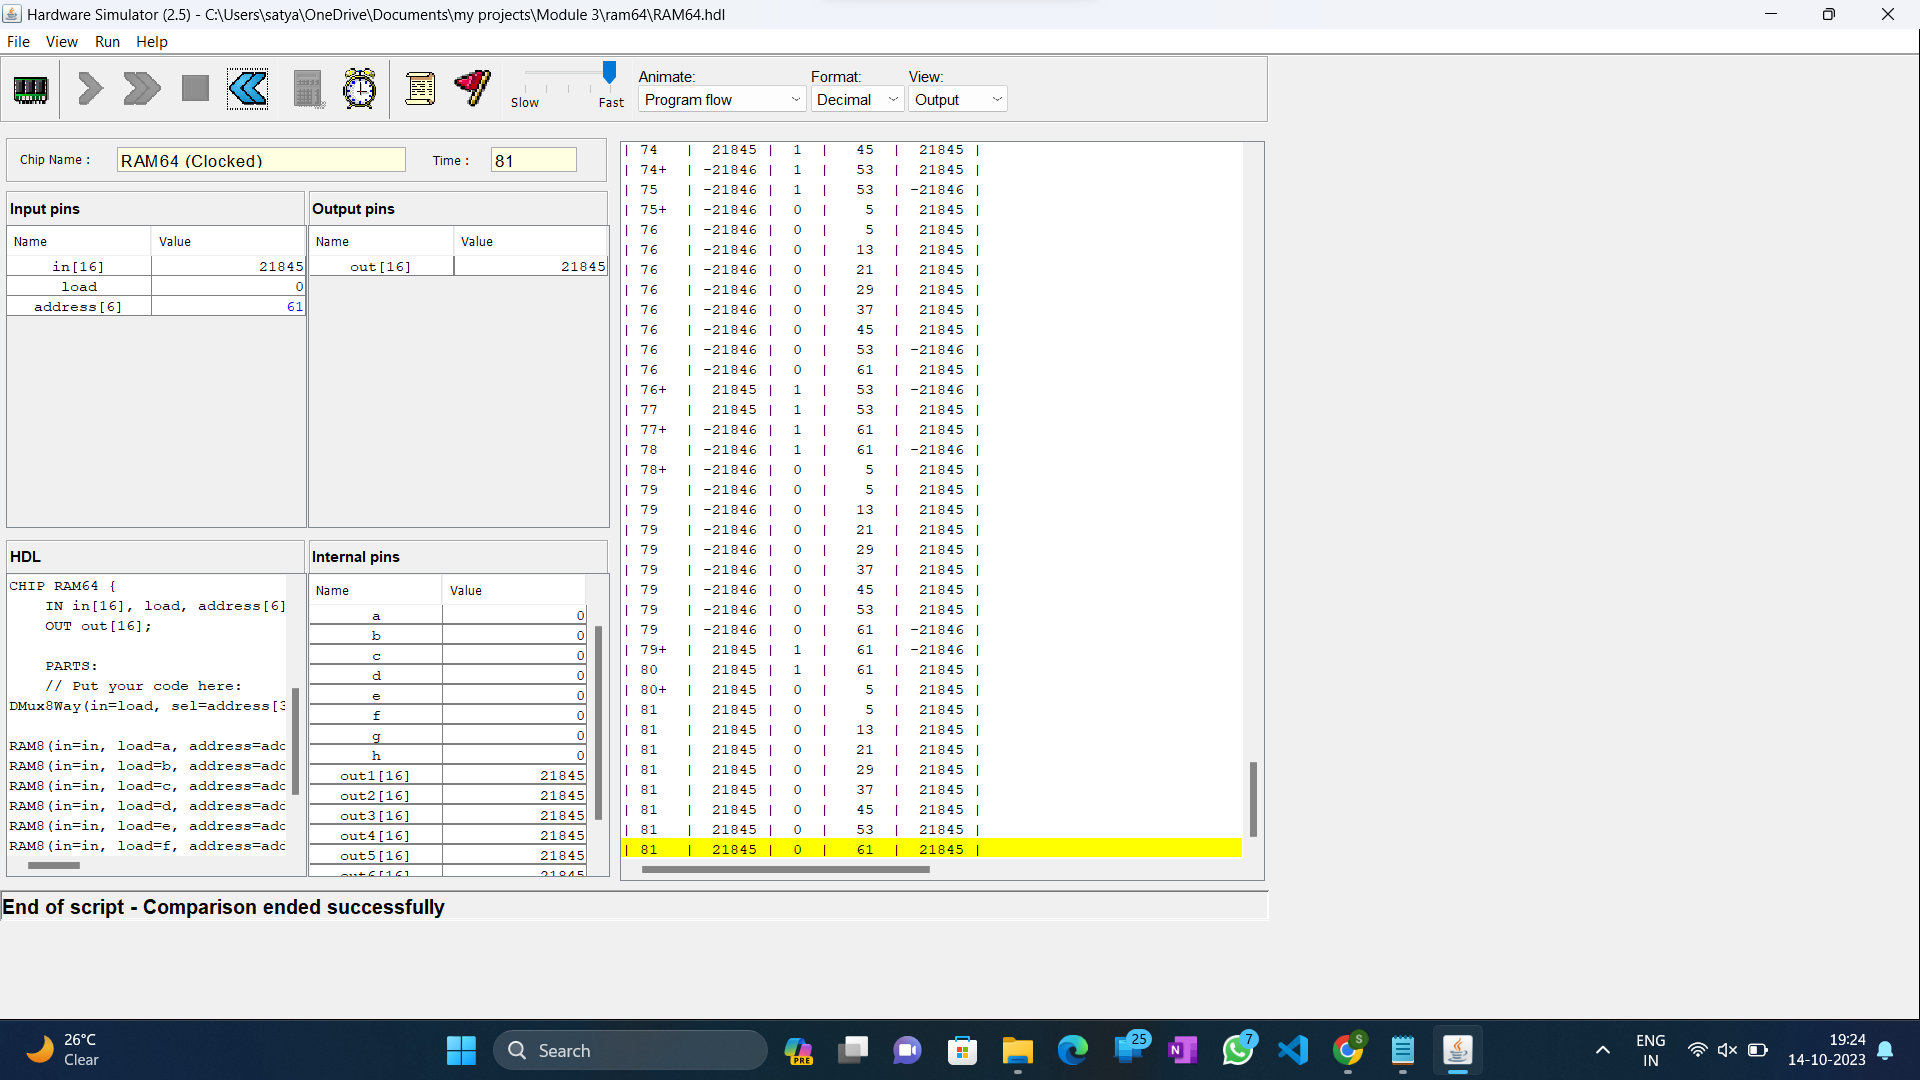 Hardware Simulator (2.5) - C:\Users\satya\OneDrive\Documents\my projects\Module 3\ram64\RAM64.hdl
File View Run Help
Slow Fast
Animate: Format: View:
Program flow Decimal Output
Chip Name : RAM64 (Clocked) Time : 81
Input pins
Name Value
in[16] 21845
load 0
address[6] 61
Output pins
Name Value
out[16] 21845
HDL
CHIP RAM64 {
IN in[16], load, address[6]
OUT out[16];
PARTS:
// Put your code here:
DMux8Way(in=load, sel=address[3
RAM8(in=in, load=a, address=adc
RAM8(in=in, load=b, address=adc
RAM8(in=in, load=c, address=adc
RAM8(in=in, load=d, address=adc
RAM8(in=in, load=e, address=adc
RAM8(in=in, load=f, address=adc
Internal pins
Name Value
a 0
b 0
c 0
d 0
e 0
f 0
g 0
h 0
out1[16] 21845
out2[16] 21845
out3[16] 21845
out4[16] 21845
out5[16] 21845
out6[16] 21845
| 74 | 21845 | 1 | 45 | 21845 |
| 74+ | -21846 | 1 | 53 | 21845 |
| 75 | -21846 | 1 | 53 | -21846 |
| 75+ | -21846 | 0 | 5 | 21845 |
| 76 | -21846 | 0 | 5 | 21845 |
| 76 | -21846 | 0 | 13 | 21845 |
| 76 | -21846 | 0 | 21 | 21845 |
| 76 | -21846 | 0 | 29 | 21845 |
| 76 | -21846 | 0 | 37 | 21845 |
| 76 | -21846 | 0 | 45 | 21845 |
| 76 | -21846 | 0 | 53 | -21846 |
| 76 | -21846 | 0 | 61 | 21845 |
| 76+ | 21845 | 1 | 53 | -21846 |
| 77 | 21845 | 1 | 53 | 21845 |
| 77+ | -21846 | 1 | 61 | 21845 |
| 78 | -21846 | 1 | 61 | -21846 |
| 78+ | -21846 | 0 | 5 | 21845 |
| 79 | -21846 | 0 | 5 | 21845 |
| 79 | -21846 | 0 | 13 | 21845 |
| 79 | -21846 | 0 | 21 | 21845 |
| 79 | -21846 | 0 | 29 | 21845 |
| 79 | -21846 | 0 | 37 | 21845 |
| 79 | -21846 | 0 | 45 | 21845 |
| 79 | -21846 | 0 | 53 | 21845 |
| 79 | -21846 | 0 | 61 | -21846 |
| 79+ | 21845 | 1 | 61 | -21846 |
| 80 | 21845 | 1 | 61 | 21845 |
| 80+ | 21845 | 0 | 5 | 21845 |
| 81 | 21845 | 0 | 5 | 21845 |
| 81 | 21845 | 0 | 13 | 21845 |
| 81 | 21845 | 0 | 21 | 21845 |
| 81 | 21845 | 0 | 29 | 21845 |
| 81 | 21845 | 0 | 37 | 21845 |
| 81 | 21845 | 0 | 45 | 21845 |
| 81 | 21845 | 0 | 53 | 21845 |
| 81 | 21845 | 0 | 61 | 21845 |
End of script - Comparison ended successfully
26°C
Clear
Search
PRE
25
N
7
S
ENG
IN
19:24
14-10-2023